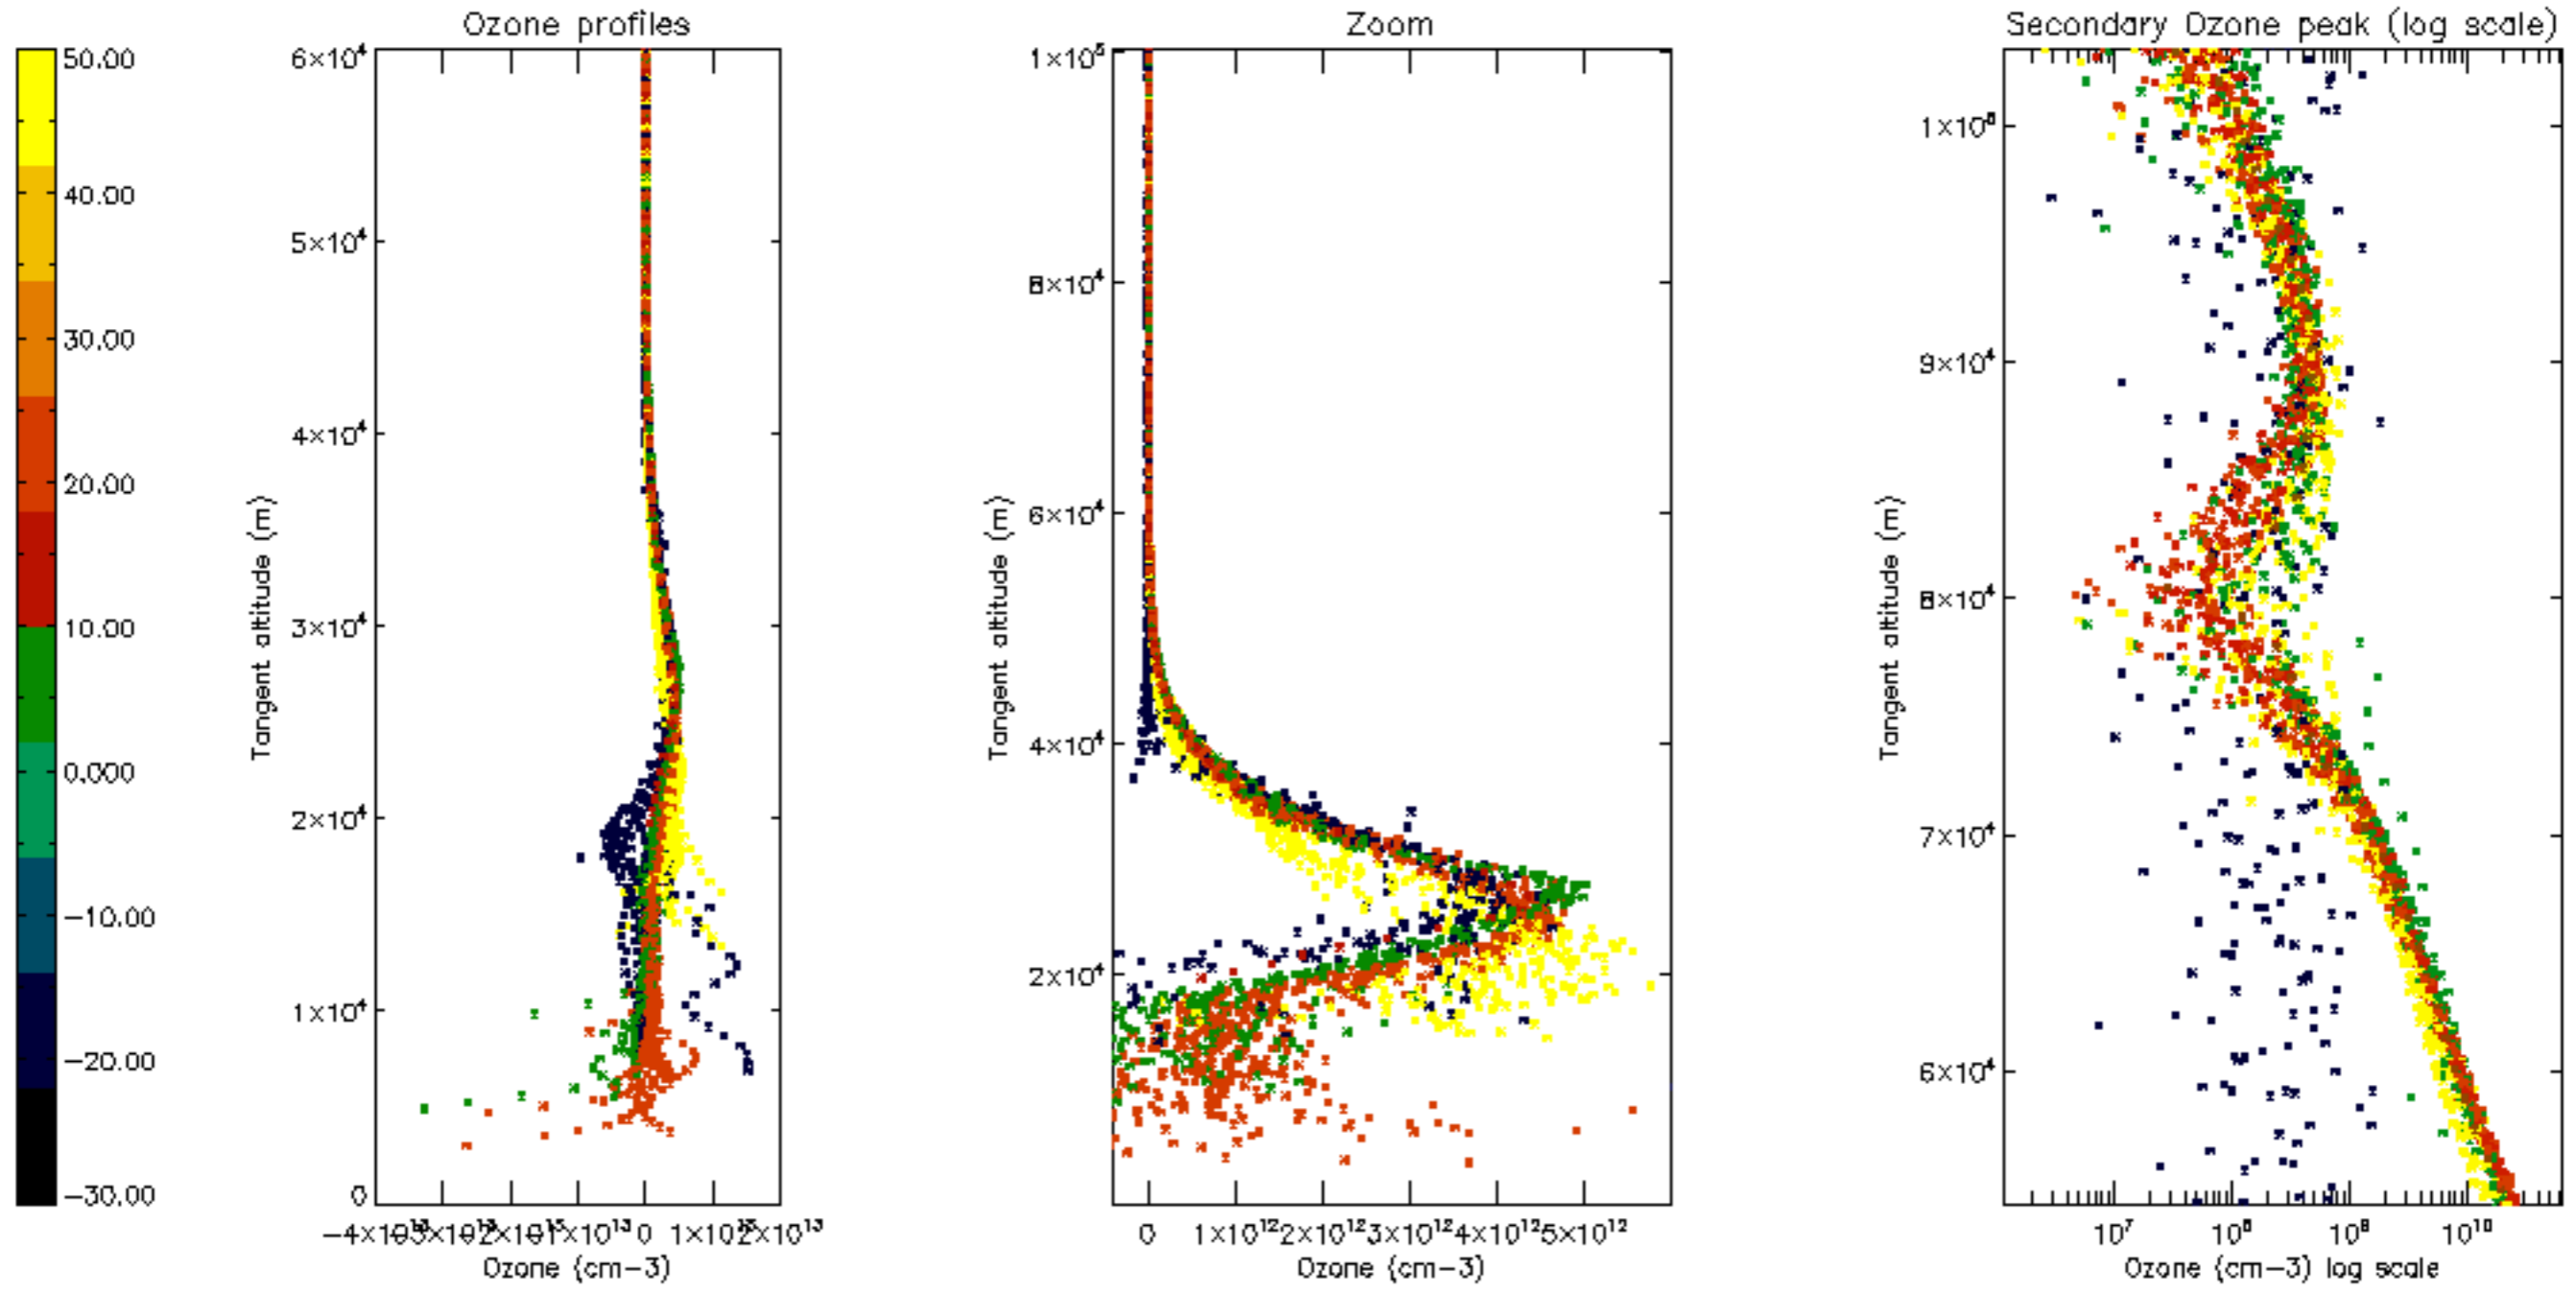 Ozone profiles
Zoom
Secondary Ozone peak (log scale)
50.00
40.00
30.00
20.00
10.00
0.000
−10.00
−20.00
−30.00
6×10⁴
5×10⁴
4×10⁴
3×10⁴
2×10⁴
1×10⁴
0
Tangent altitude (m)
0
Ozone (cm−3)
1×10⁵
8×10⁴
6×10⁴
4×10⁴
2×10⁴
Tangent altitude (m)
0 1×10¹² 2×10¹² 3×10¹² 4×10¹² 5×10¹²
Ozone (cm−3)
1×10⁵
9×10⁴
8×10⁴
7×10⁴
6×10⁴
Tangent altitude (m)
10⁷ 10⁸ 10⁹ 10¹⁰
Ozone (cm−3) log scale